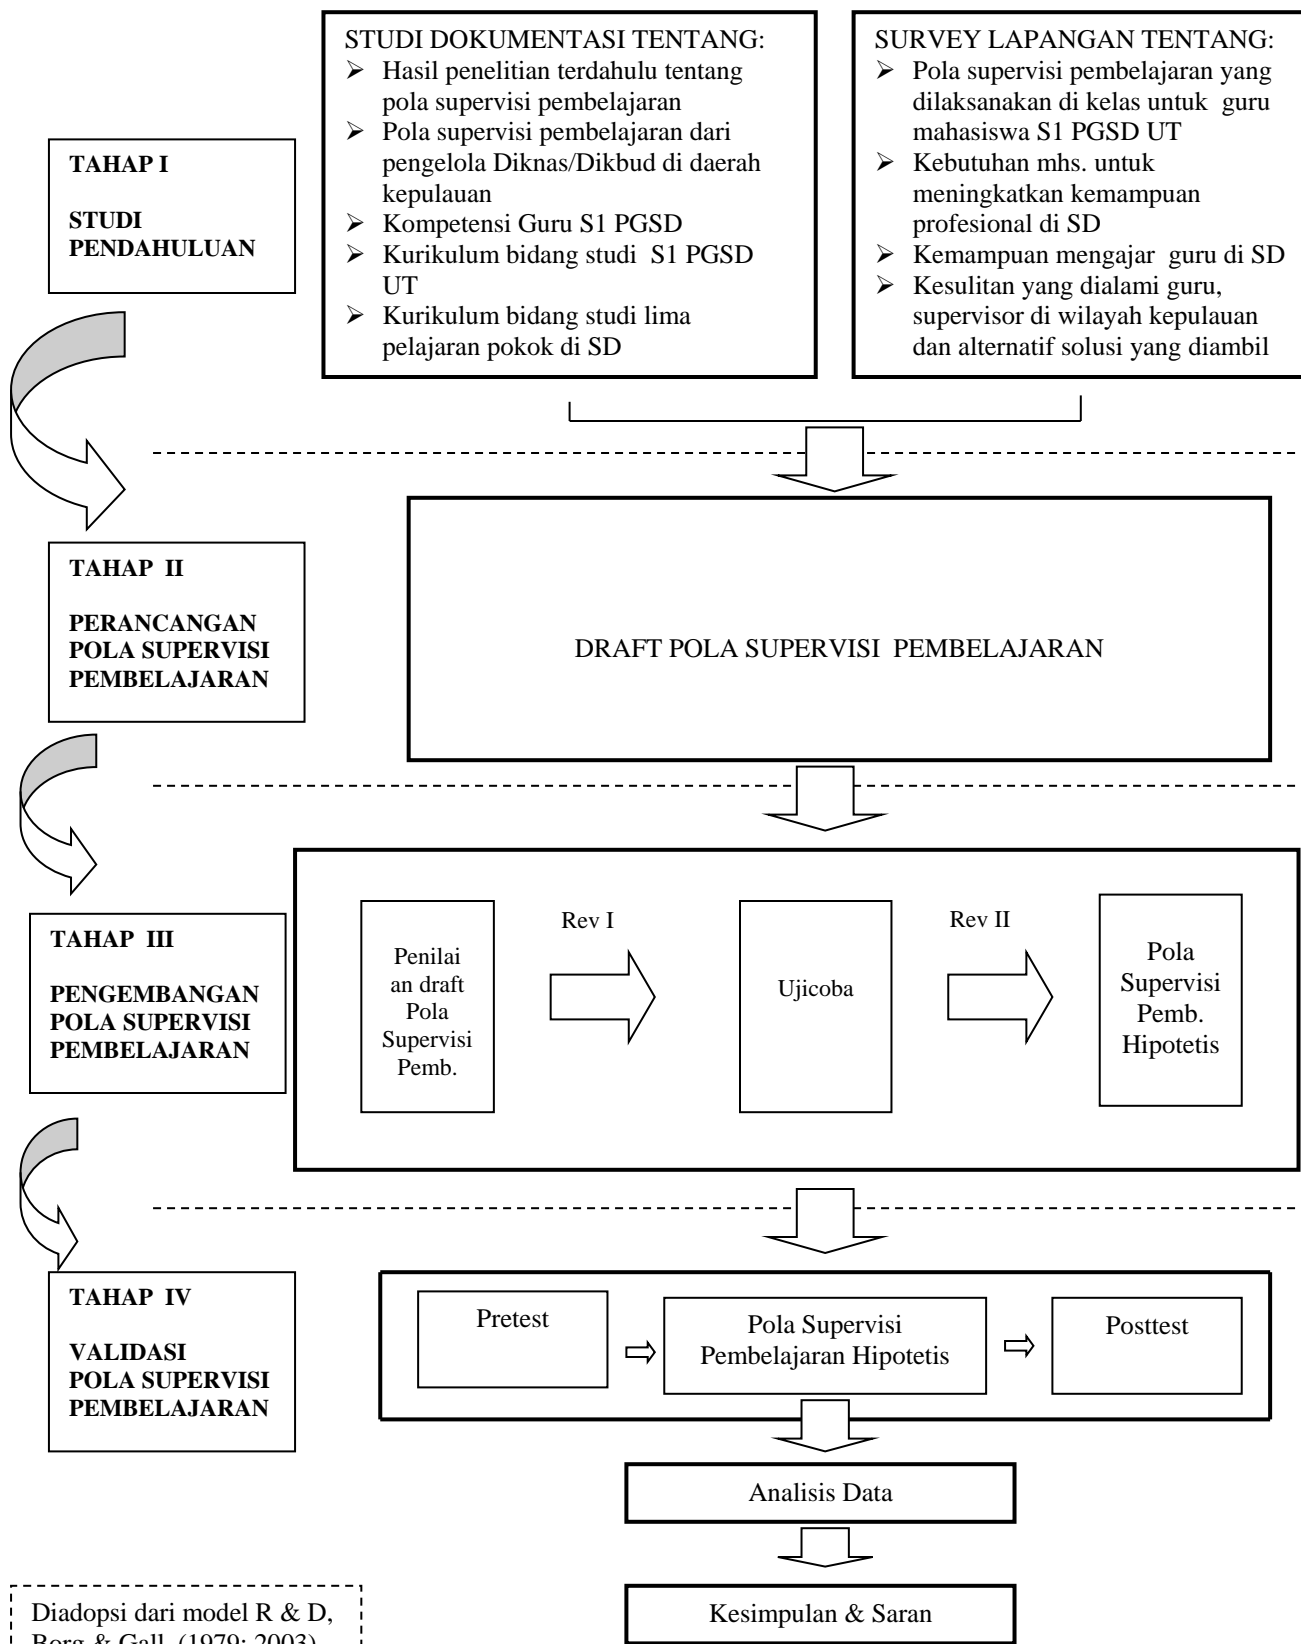 STUDI DOKUMENTASI TENTANG:
➢ Hasil penelitian terdahulu tentang
pola supervisi pembelajaran
➢ Pola supervisi pembelajaran dari
pengelola Diknas/Dikbud di daerah
kepulauan
➢ Kompetensi Guru S1 PGSD
➢ Kurikulum bidang studi S1 PGSD
UT
➢ Kurikulum bidang studi lima
pelajaran pokok di SD
SURVEY LAPANGAN TENTANG:
➢ Pola supervisi pembelajaran yang
dilaksanakan di kelas untuk guru
mahasiswa S1 PGSD UT
➢ Kebutuhan mhs. untuk
meningkatkan kemampuan
profesional di SD
➢ Kemampuan mengajar guru di SD
➢ Kesulitan yang dialami guru,
supervisor di wilayah kepulauan
dan alternatif solusi yang diambil
TAHAP I
STUDI
PENDAHULUAN
TAHAP II
PERANCANGAN
POLA SUPERVISI
PEMBELAJARAN
DRAFT POLA SUPERVISI PEMBELAJARAN
TAHAP III
PENGEMBANGAN
POLA SUPERVISI
PEMBELAJARAN
Penilai
an draft
Pola
Supervisi
Pemb.
Rev I
Ujicoba
Rev II
Pola
Supervisi
Pemb.
Hipotetis
TAHAP IV
VALIDASI
POLA SUPERVISI
PEMBELAJARAN
Pretest
Pola Supervisi
Pembelajaran Hipotetis
Posttest
Analisis Data
Kesimpulan & Saran
Diadopsi dari model R & D,
Borg & Gall, (1979; 2003)